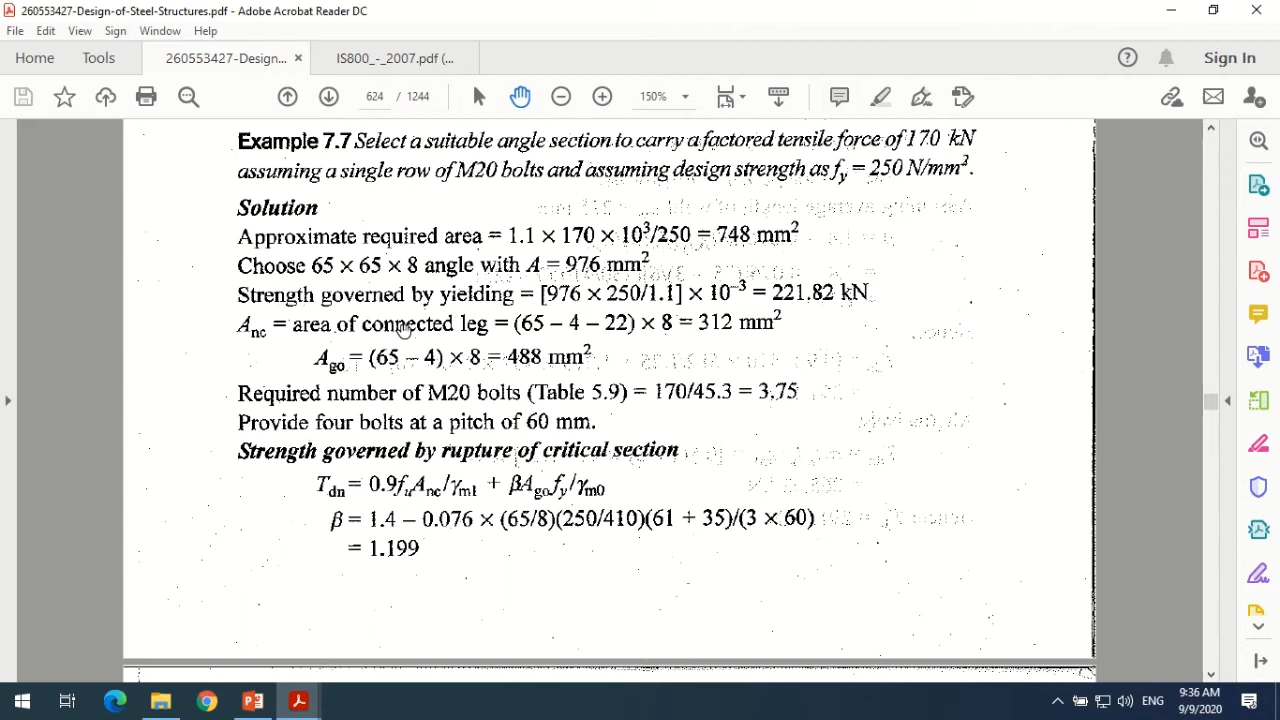 260553427-Design-of-Steel-Structures.pdf - Adobe Acrobat Reader DC
File Edit View Sign Window Help
Home Tools 260553427-Design... × IS800_-_2007.pdf (... Sign In
624 / 1244 150%
Example 7.7 Select a suitable angle section to carry a factored tensile force of 170 kN
assuming a single row of M20 bolts and assuming design strength as f_y = 250 N/mm².
Solution
Approximate required area = 1.1 × 170 × 10³/250 = 748 mm²
Choose 65 × 65 × 8 angle with A = 976 mm²
Strength governed by yielding = [976 × 250/1.1] × 10⁻³ = 221.82 kN
A_nc = area of connected leg = (65 – 4 – 22) × 8 = 312 mm²
A_go = (65 – 4) × 8 = 488 mm²
Required number of M20 bolts (Table 5.9) = 170/45.3 = 3.75
Provide four bolts at a pitch of 60 mm.
Strength governed by rupture of critical section
T_dn = 0.9f_uA_nc/γ_m1 + βA_gof_y/γ_m0
β = 1.4 – 0.076 × (65/8)(250/410)(61 + 35)/(3 × 60)
= 1.199
ENG
9:36 AM
9/9/2020